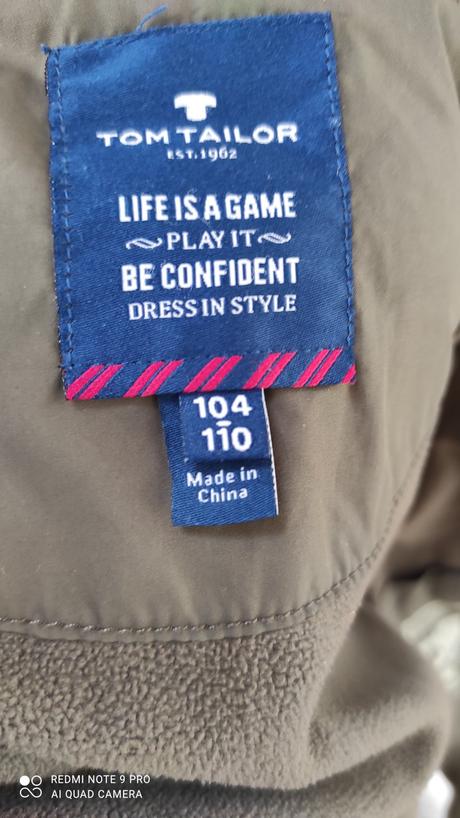 TOM TAILOR
EST.1962
LIFE IS A GAME
PLAY IT
BE CONFIDENT
DRESS IN STYLE
104
-
110
Made in
China
REDMI NOTE 9 PRO
AI QUAD CAMERA